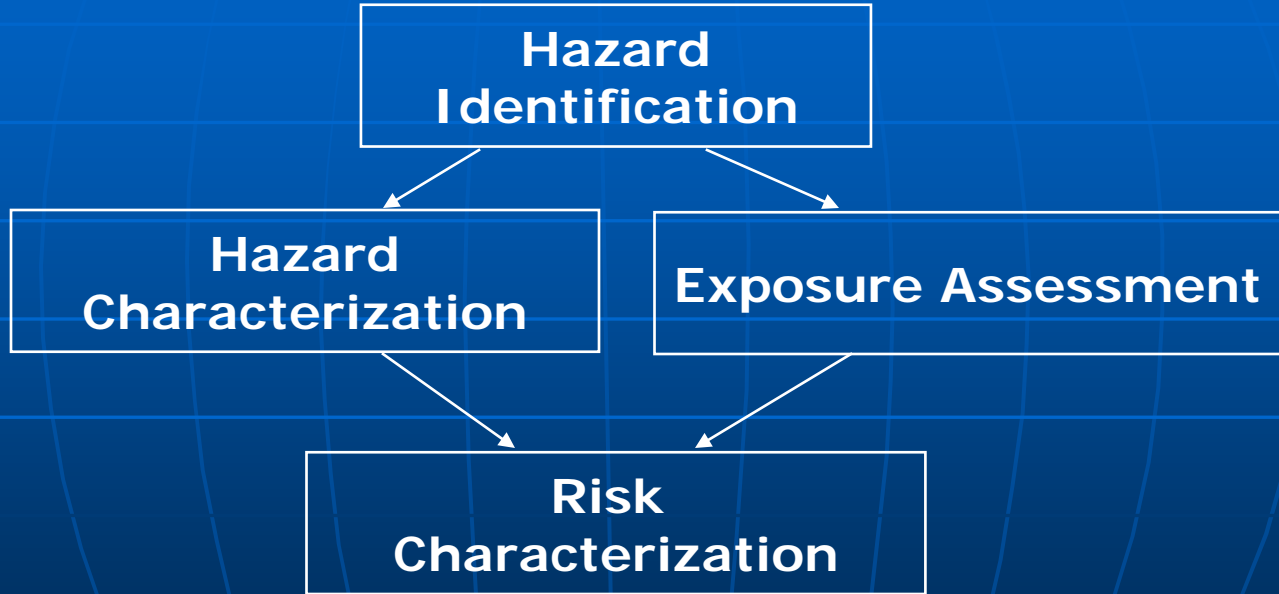 Hazard
Identification
Hazard
Characterization
Exposure Assessment
Risk
Characterization